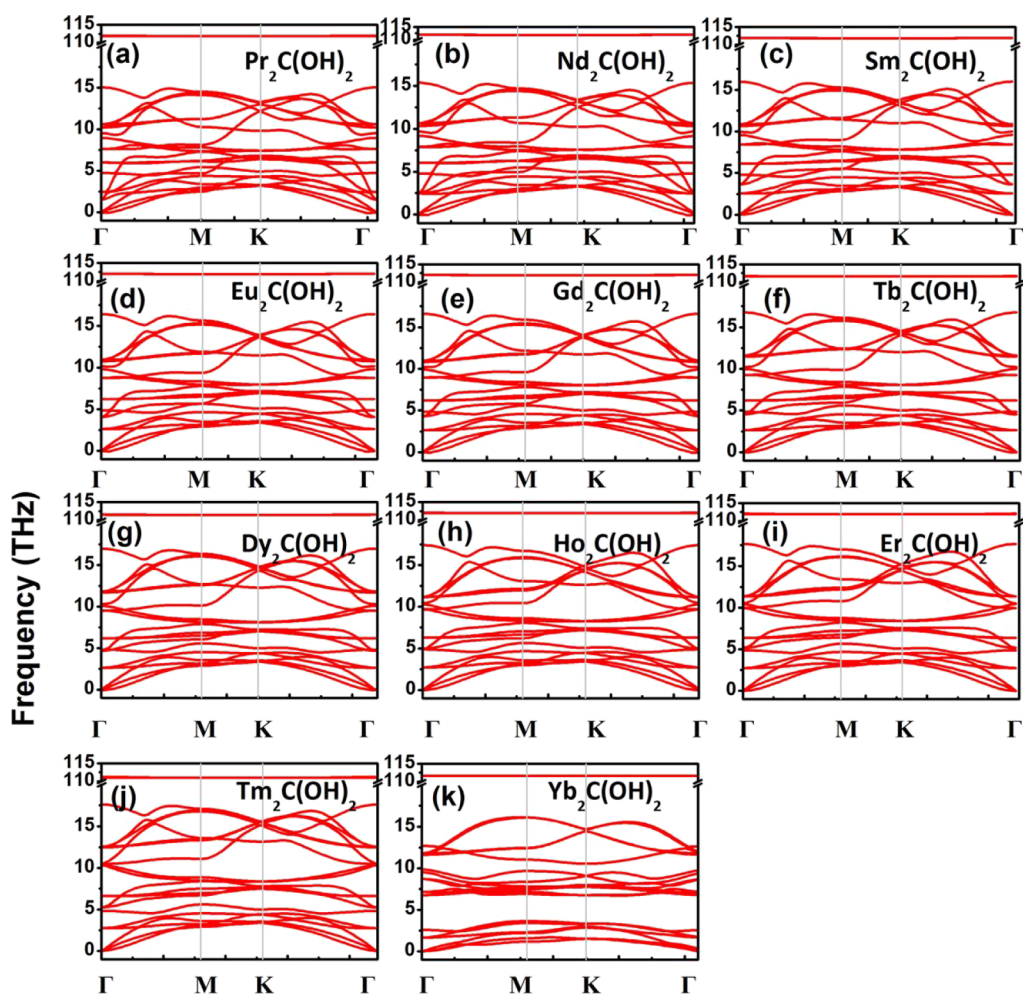 115
110
(a)
Pr2C(OH)2
15
10
5
0
Γ M K Γ
115
110
(b)
Nd2C(OH)2
15
10
5
0
Γ M K Γ
115
110
(c)
Sm2C(OH)2
15
10
5
0
Γ M K Γ
115
110
(d)
Eu2C(OH)2
15
10
5
0
Γ M K Γ
115
110
(e)
Gd2C(OH)2
15
10
5
0
Γ M K Γ
115
110
(f)
Tb2C(OH)2
15
10
5
0
Γ M K Γ
Frequency (THz)
115
110
(g)
Dy2C(OH)2
15
10
5
0
Γ M K Γ
115
110
(h)
Ho2C(OH)2
15
10
5
0
Γ M K Γ
115
110
(i)
Er2C(OH)2
15
10
5
0
Γ M K Γ
115
110
(j)
Tm2C(OH)2
15
10
5
0
Γ M K Γ
115
110
(k)
Yb2C(OH)2
15
10
5
0
Γ M K Γ